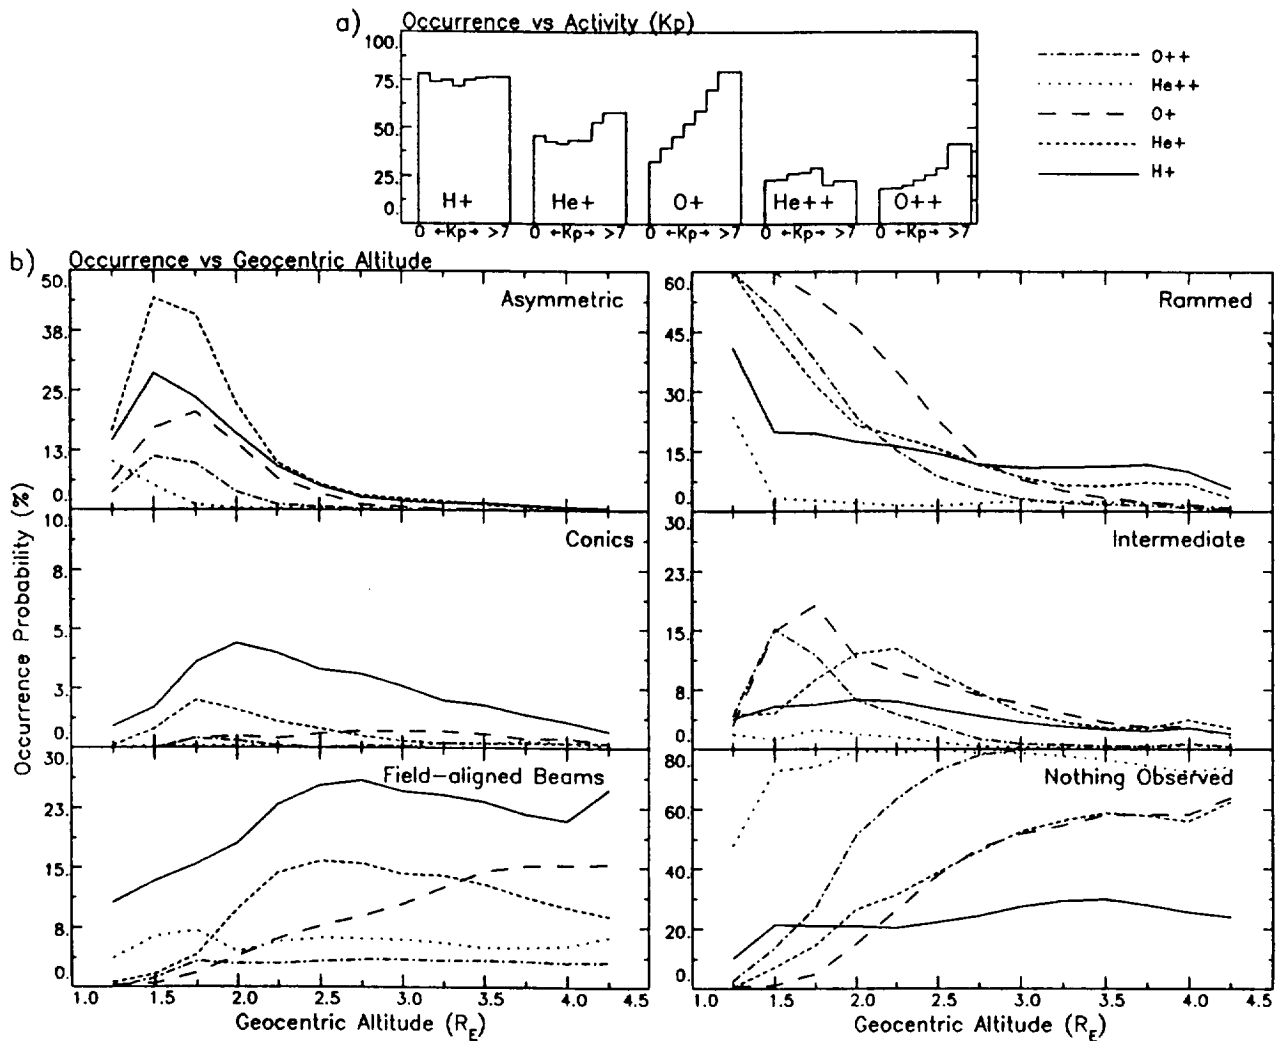 a) Occurrence vs Activity (Kp)
100.
75.
50.
25.
0.
H+
He+
O+
He++
O++
0 ←Kp→ >7
0 ←Kp→ >7
0 ←Kp→ >7
0 ←Kp→ >7
0 ←Kp→ >7
O++
He++
O+
He+
H+
b) Occurrence vs Geocentric Altitude
Occurrence Probability (%)
50.
38.
25.
13.
0.
Asymmetric
60.
45.
30.
15.
0.
Rammed
10.
8.
5.
3.
0.
Conics
30.
23.
15.
8.
0.
Intermediate
30.
23.
15.
8.
0.
Field-aligned Beams
80.
60.
40.
20.
0.
Nothing Observed
1.0 1.5 2.0 2.5 3.0 3.5 4.0 4.5
Geocentric Altitude (RE)
1.0 1.5 2.0 2.5 3.0 3.5 4.0 4.5
Geocentric Altitude (RE)